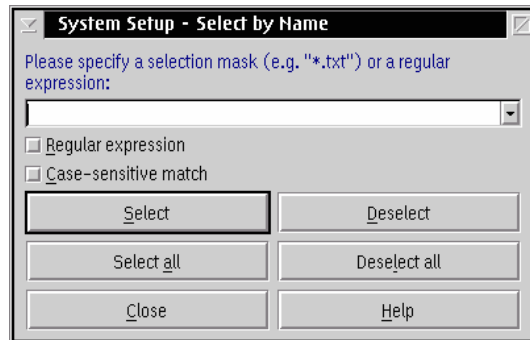 System Setup - Select by Name
Please specify a selection mask (e.g. "*.txt") or a regular
expression:
Regular expression
Case-sensitive match
Select
Deselect
Select all
Deselect all
Close
Help